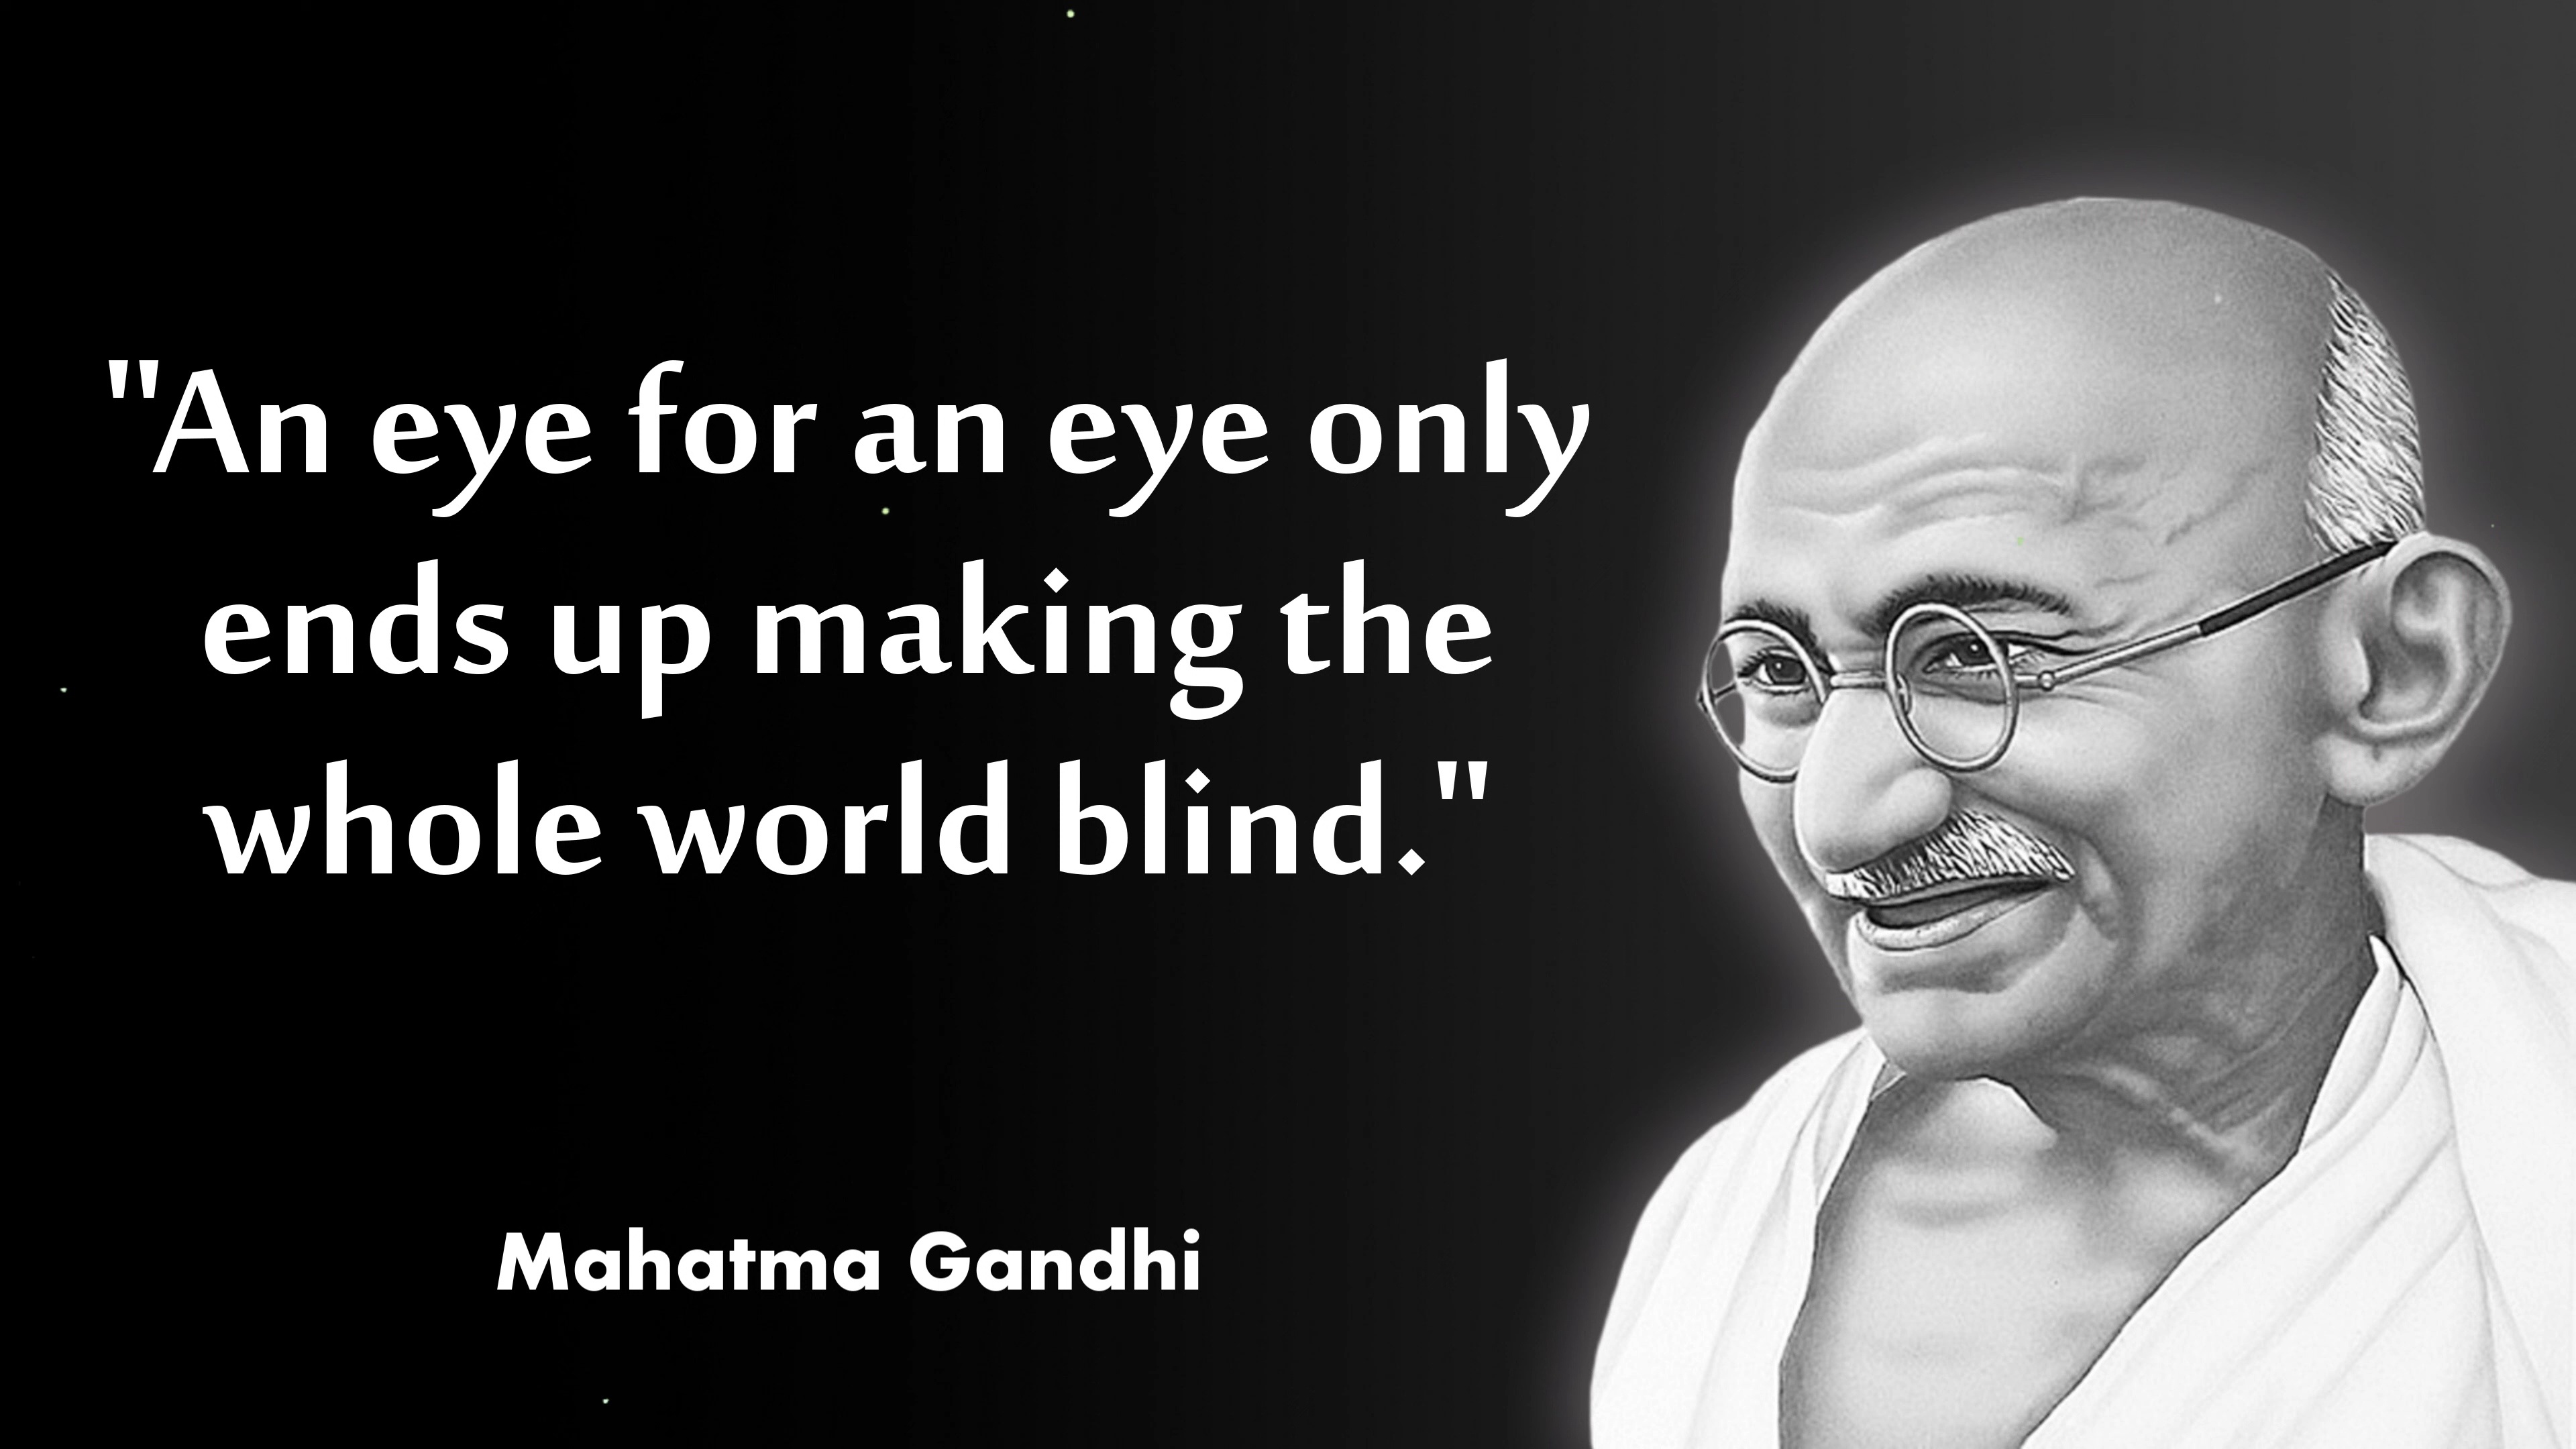 "An eye for an eye only
ends up making the
whole world blind."
Mahatma Gandhi